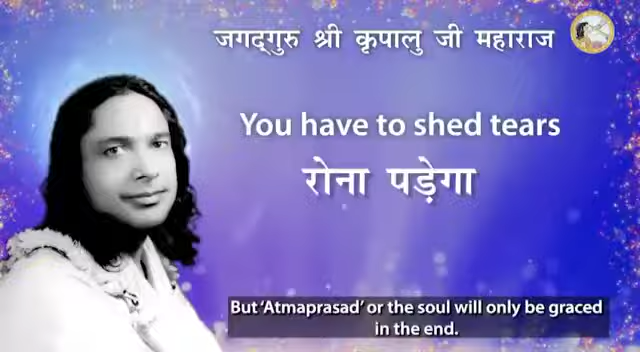 जगद्गुरु श्री कृपालु जी महाराज
You have to shed tears
रोना पड़ेगा
But ‘Atmaprasad’ or the soul will only be graced
in the end.